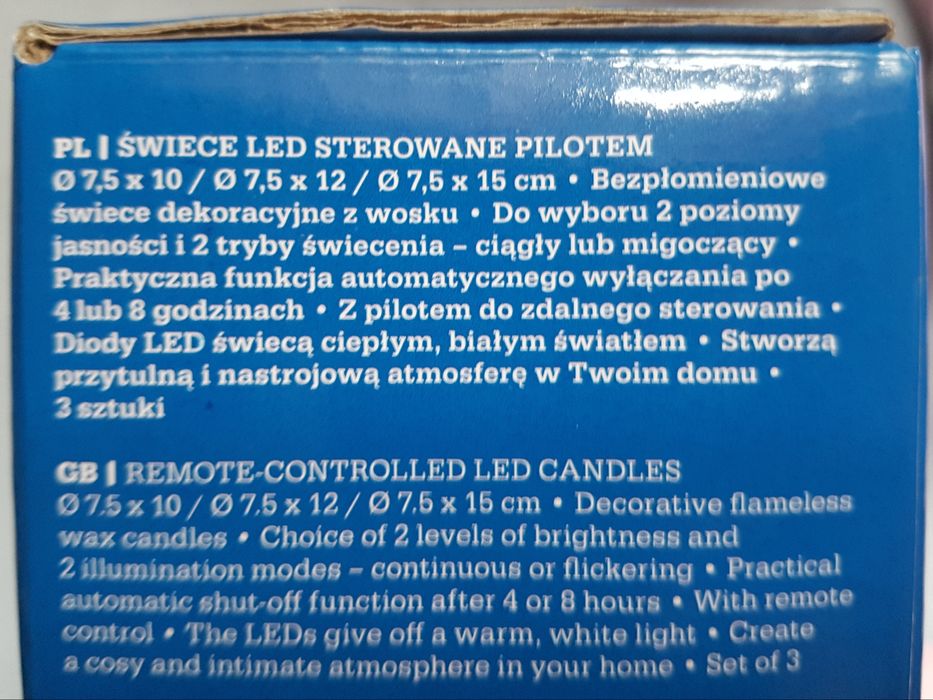 PL | ŚWIECE LED STEROWANE PILOTEM
Ø 7,5 x 10 / Ø 7,5 x 12 / Ø 7,5 x 15 cm • Bezpłomieniowe
świece dekoracyjne z wosku • Do wyboru 2 poziomy
jasności i 2 tryby świecenia – ciągły lub migoczący •
Praktyczna funkcja automatycznego wyłączania po
4 lub 8 godzinach • Z pilotem do zdalnego sterowania •
Diody LED świecą ciepłym, białym światłem • Stworzą
przytulną i nastrojową atmosferę w Twoim domu •
3 sztuki
GB | REMOTE-CONTROLLED LED CANDLES
Ø 7.5 x 10 / Ø 7.5 x 12 / Ø 7.5 x 15 cm • Decorative flameless
wax candles • Choice of 2 levels of brightness and
2 illumination modes – continuous or flickering • Practical
automatic shut-off function after 4 or 8 hours • With remote
control • The LEDs give off a warm, white light • Create
a cosy and intimate atmosphere in your home • Set of 3